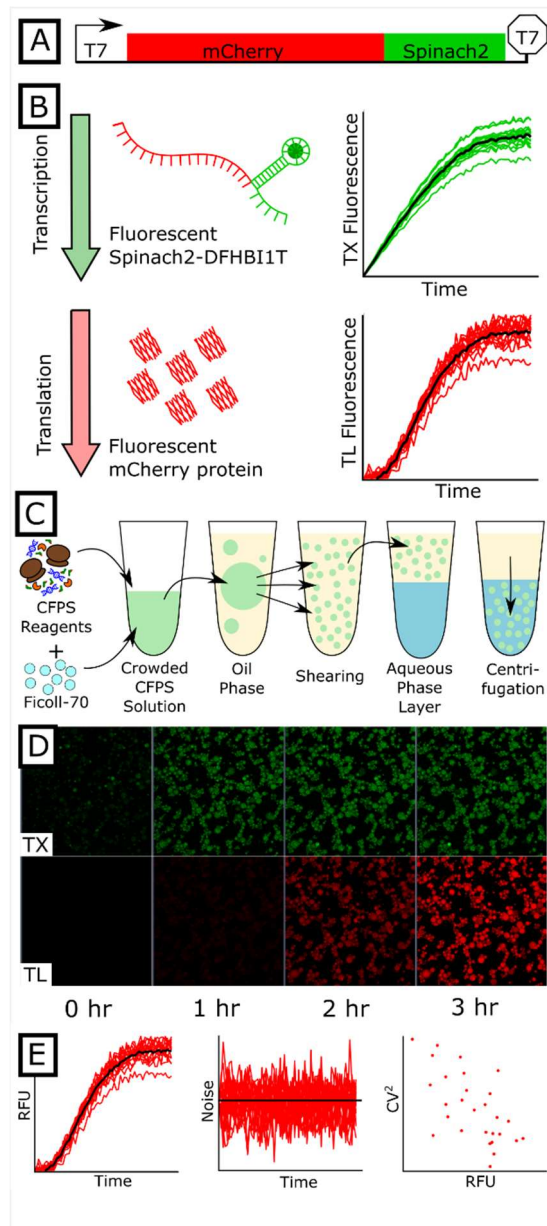 A
T7
mCherry
Spinach2
T7
B
Transcription
Fluorescent
Spinach2-DFHBI1T
TX Fluorescence
Time
Translation
Fluorescent
mCherry protein
TL Fluorescence
Time
C
CFPS
Reagents
+
Ficoll-70
Crowded
CFPS
Solution
Oil
Phase
Shearing
Aqueous
Phase
Layer
Centri-
fugation
D
TX
TL
0 hr
1 hr
2 hr
3 hr
E
RFU
Time
Noise
Time
CV²
RFU